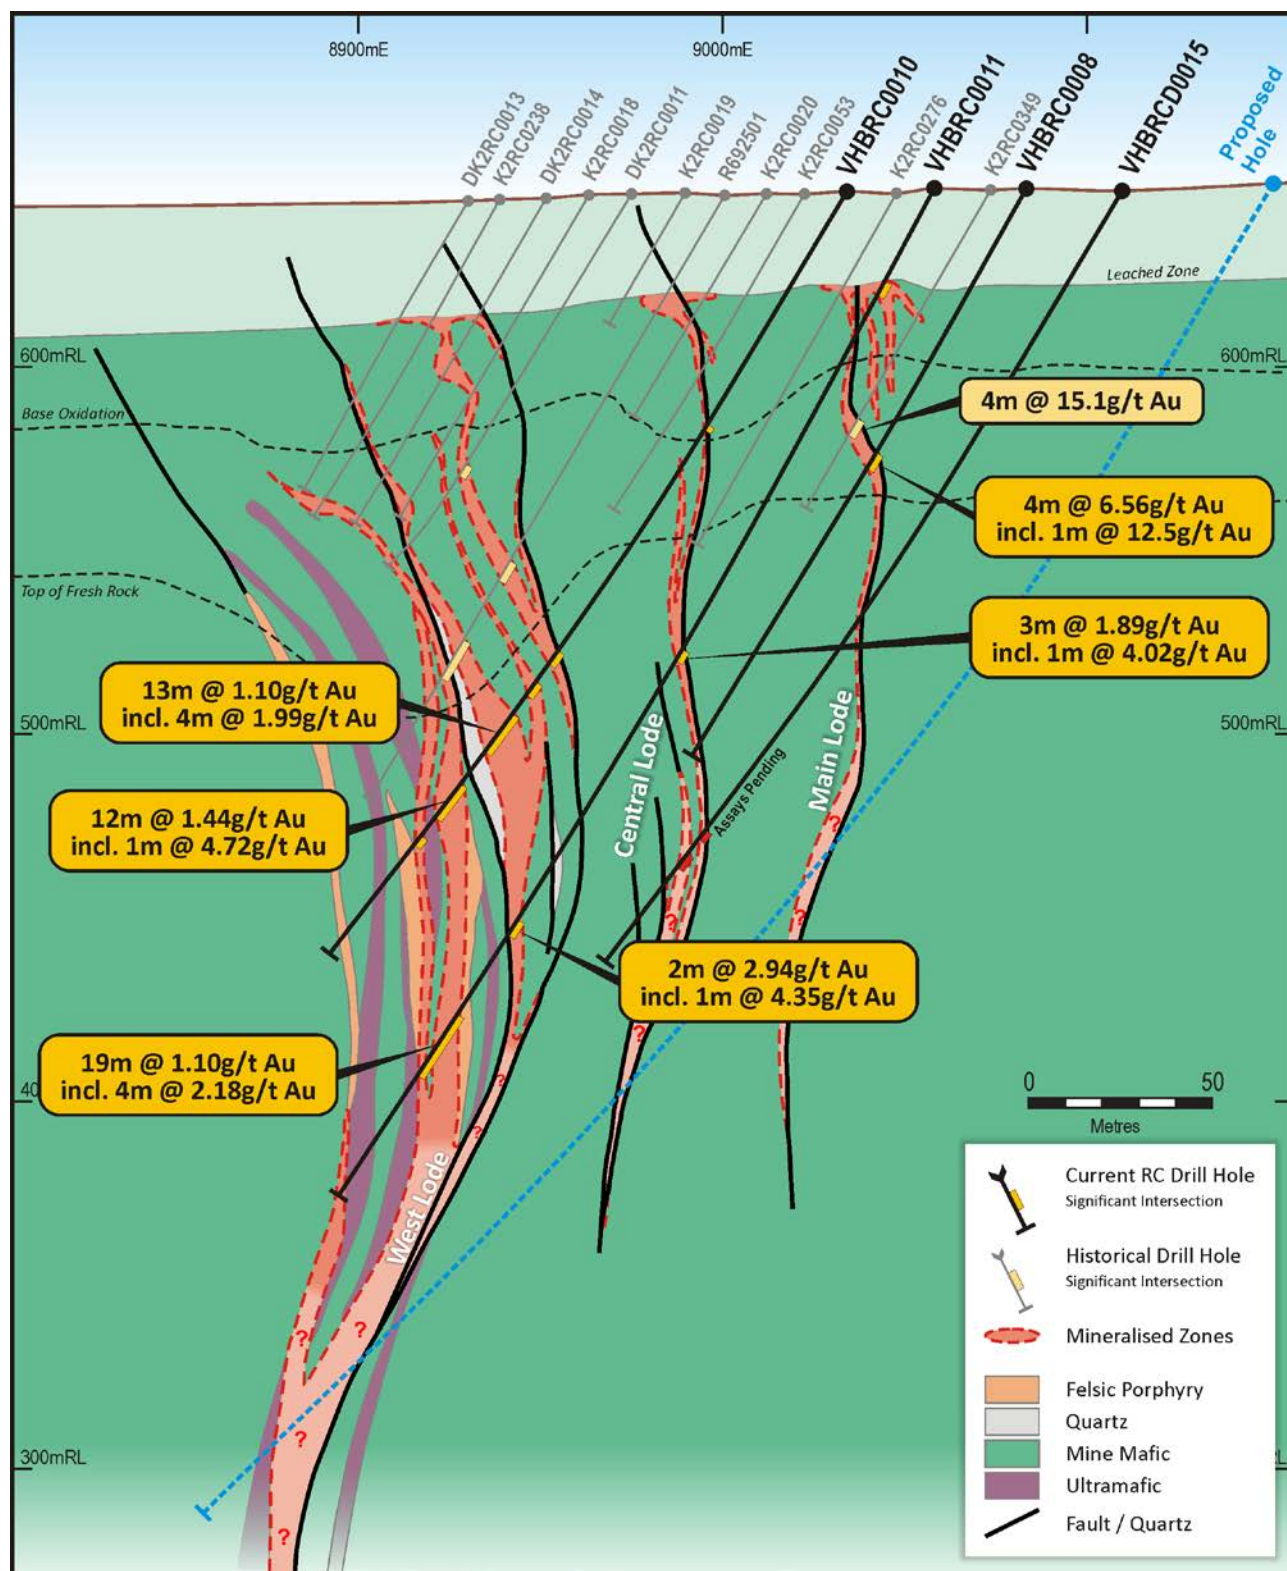 8900mE
9000mE
DK2RC0013
K2RC0238
DK2RC0014
K2RC0018
DK2RC0011
K2RC0019
R692501
K2RC0020
K2RC0053
VHBRC0010
K2RC0276
VHBRC0011
K2RC0349
VHBRC0008
VHBRCD0015
Proposed
Hole
Leached Zone
600mRL
600mRL
Base Oxidation
4m @ 15.1g/t Au
4m @ 6.56g/t Au
incl. 1m @ 12.5g/t Au
Top of Fresh Rock
3m @ 1.89g/t Au
incl. 1m @ 4.02g/t Au
13m @ 1.10g/t Au
incl. 4m @ 1.99g/t Au
500mRL
500mRL
Central Lode
Main Lode
Assays Pending
12m @ 1.44g/t Au
incl. 1m @ 4.72g/t Au
?
?
?
2m @ 2.94g/t Au
incl. 1m @ 4.35g/t Au
?
19m @ 1.10g/t Au
incl. 4m @ 2.18g/t Au
?
40
0 50
Metres
?
West Lode
?
?
?
?
300mRL
RL
Current RC Drill Hole
Significant Intersection
Historical Drill Hole
Significant Intersection
Mineralised Zones
Felsic Porphyry
Quartz
Mine Mafic
Ultramafic
Fault / Quartz